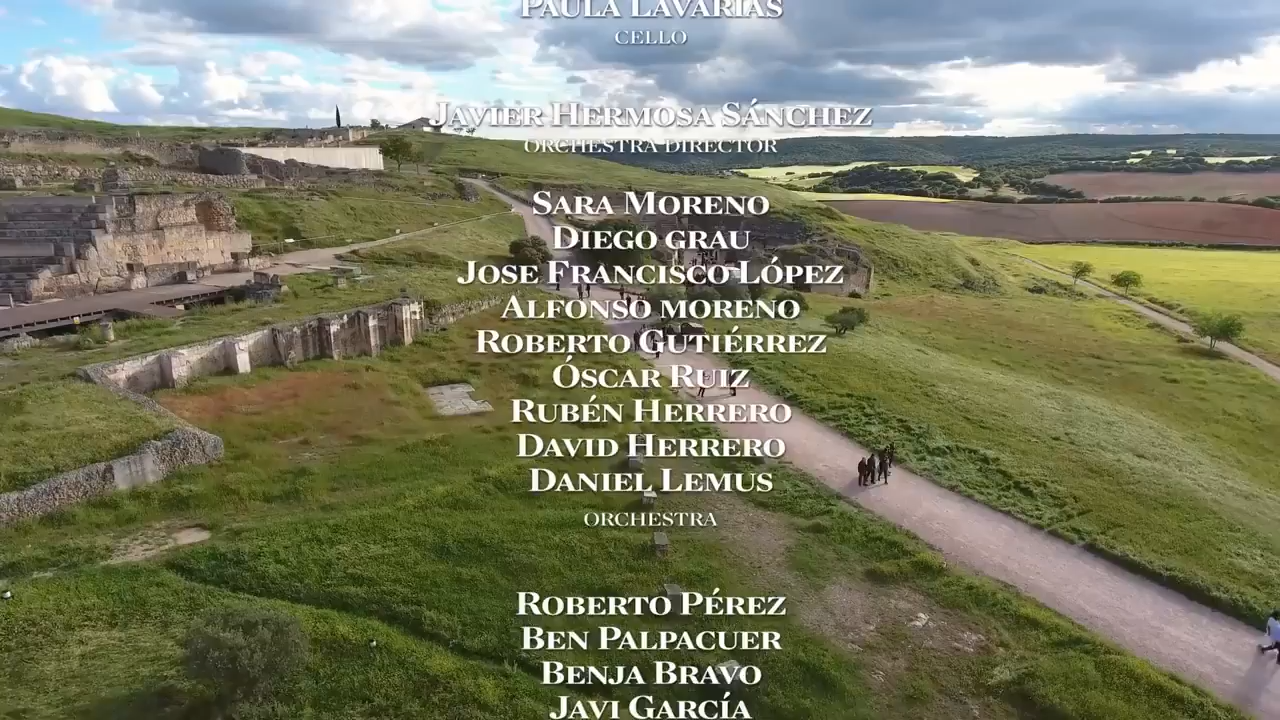 PAULA LAVARIAS
CELLO
JAVIER HERMOSA SÁNCHEZ
ORCHESTRA DIRECTOR
SARA MORENO
DIEGO GRAU
JOSE FRANCISCO LÓPEZ
ALFONSO MORENO
ROBERTO GUTIÉRREZ
ÓSCAR RUIZ
RUBÉN HERRERO
DAVID HERRERO
DANIEL LEMUS
ORCHESTRA
ROBERTO PÉREZ
BEN PALPACUER
BENJA BRAVO
JAVI GARCÍA